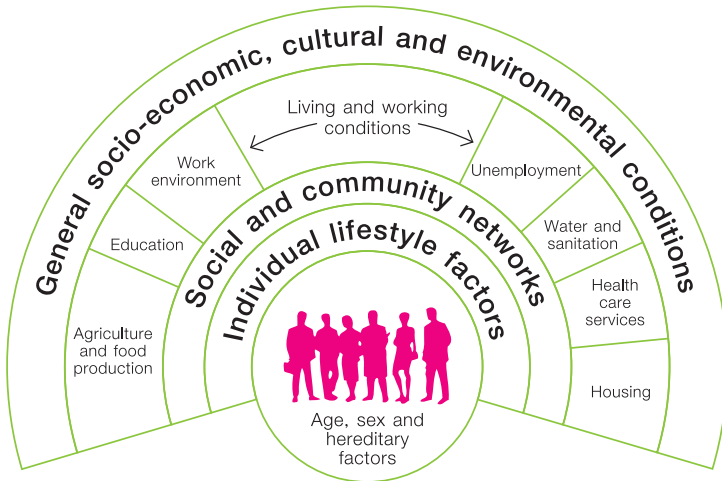 General socio-economic, cultural and environmental conditions
Living and working
conditions
Work
environment
Unemployment
Education
Water and
sanitation
Agriculture
and food
production
Health
care
services
Housing
Social and community networks
Individual lifestyle factors
Age, sex and
hereditary
factors